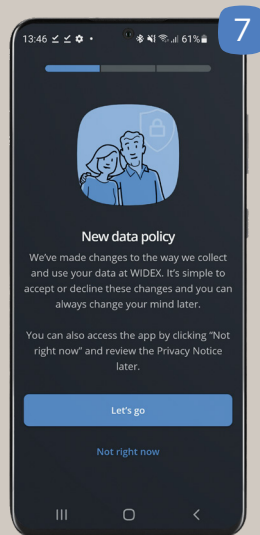 7
13:46 61%
New data policy
We've made changes to the way we collect
and use your data at WIDEX. It's simple to
accept or decline these changes and you can
always change your mind later.
You can also access the app by clicking "Not
right now" and review the Privacy Notice
later.
Let's go
Not right now